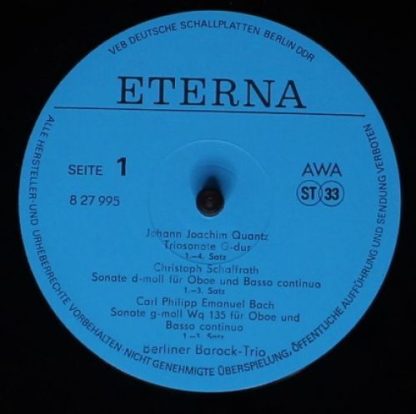 VEB DEUTSCHE SCHALLPLATTEN BERLIN DDR
ETERNA
SEITE 1
AWA
8 27 995
ST 33
Johann Joachim Quantz
Triosonate G-dur
1.–4. Satz
Christoph Schaffrath
Sonate d-moll für Oboe und Basso continuo
1.–3. Satz
Carl Philipp Emanuel Bach
Sonate g-moll Wq 135 für Oboe und
Basso continuo
1.–3. Satz
Berliner Barock-Trio
ALLE HERSTELLER- UND URHEBERRECHTE VORBEHALTEN · NICHT GENEHMIGTE ÜBERSPIELUNG, ÖFFENTLICHE AUFFÜHRUNG UND SENDUNG VERBOTEN